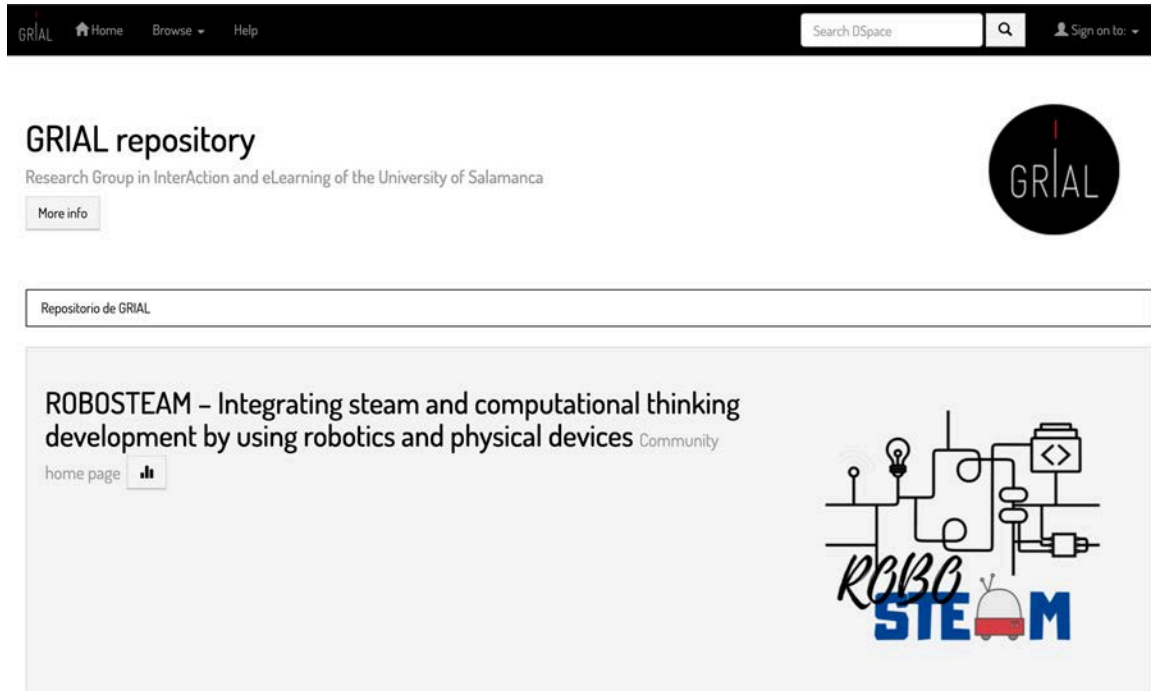 GRIAL Home Browse Help Search DSpace Sign on to:
GRIAL repository
Research Group in InterAction and eLearning of the University of Salamanca
More info
GRIAL
Repositorio de GRIAL
ROBOSTEAM – Integrating steam and computational thinking
development by using robotics and physical devices Community
home page
<>
ROBO
STEAM